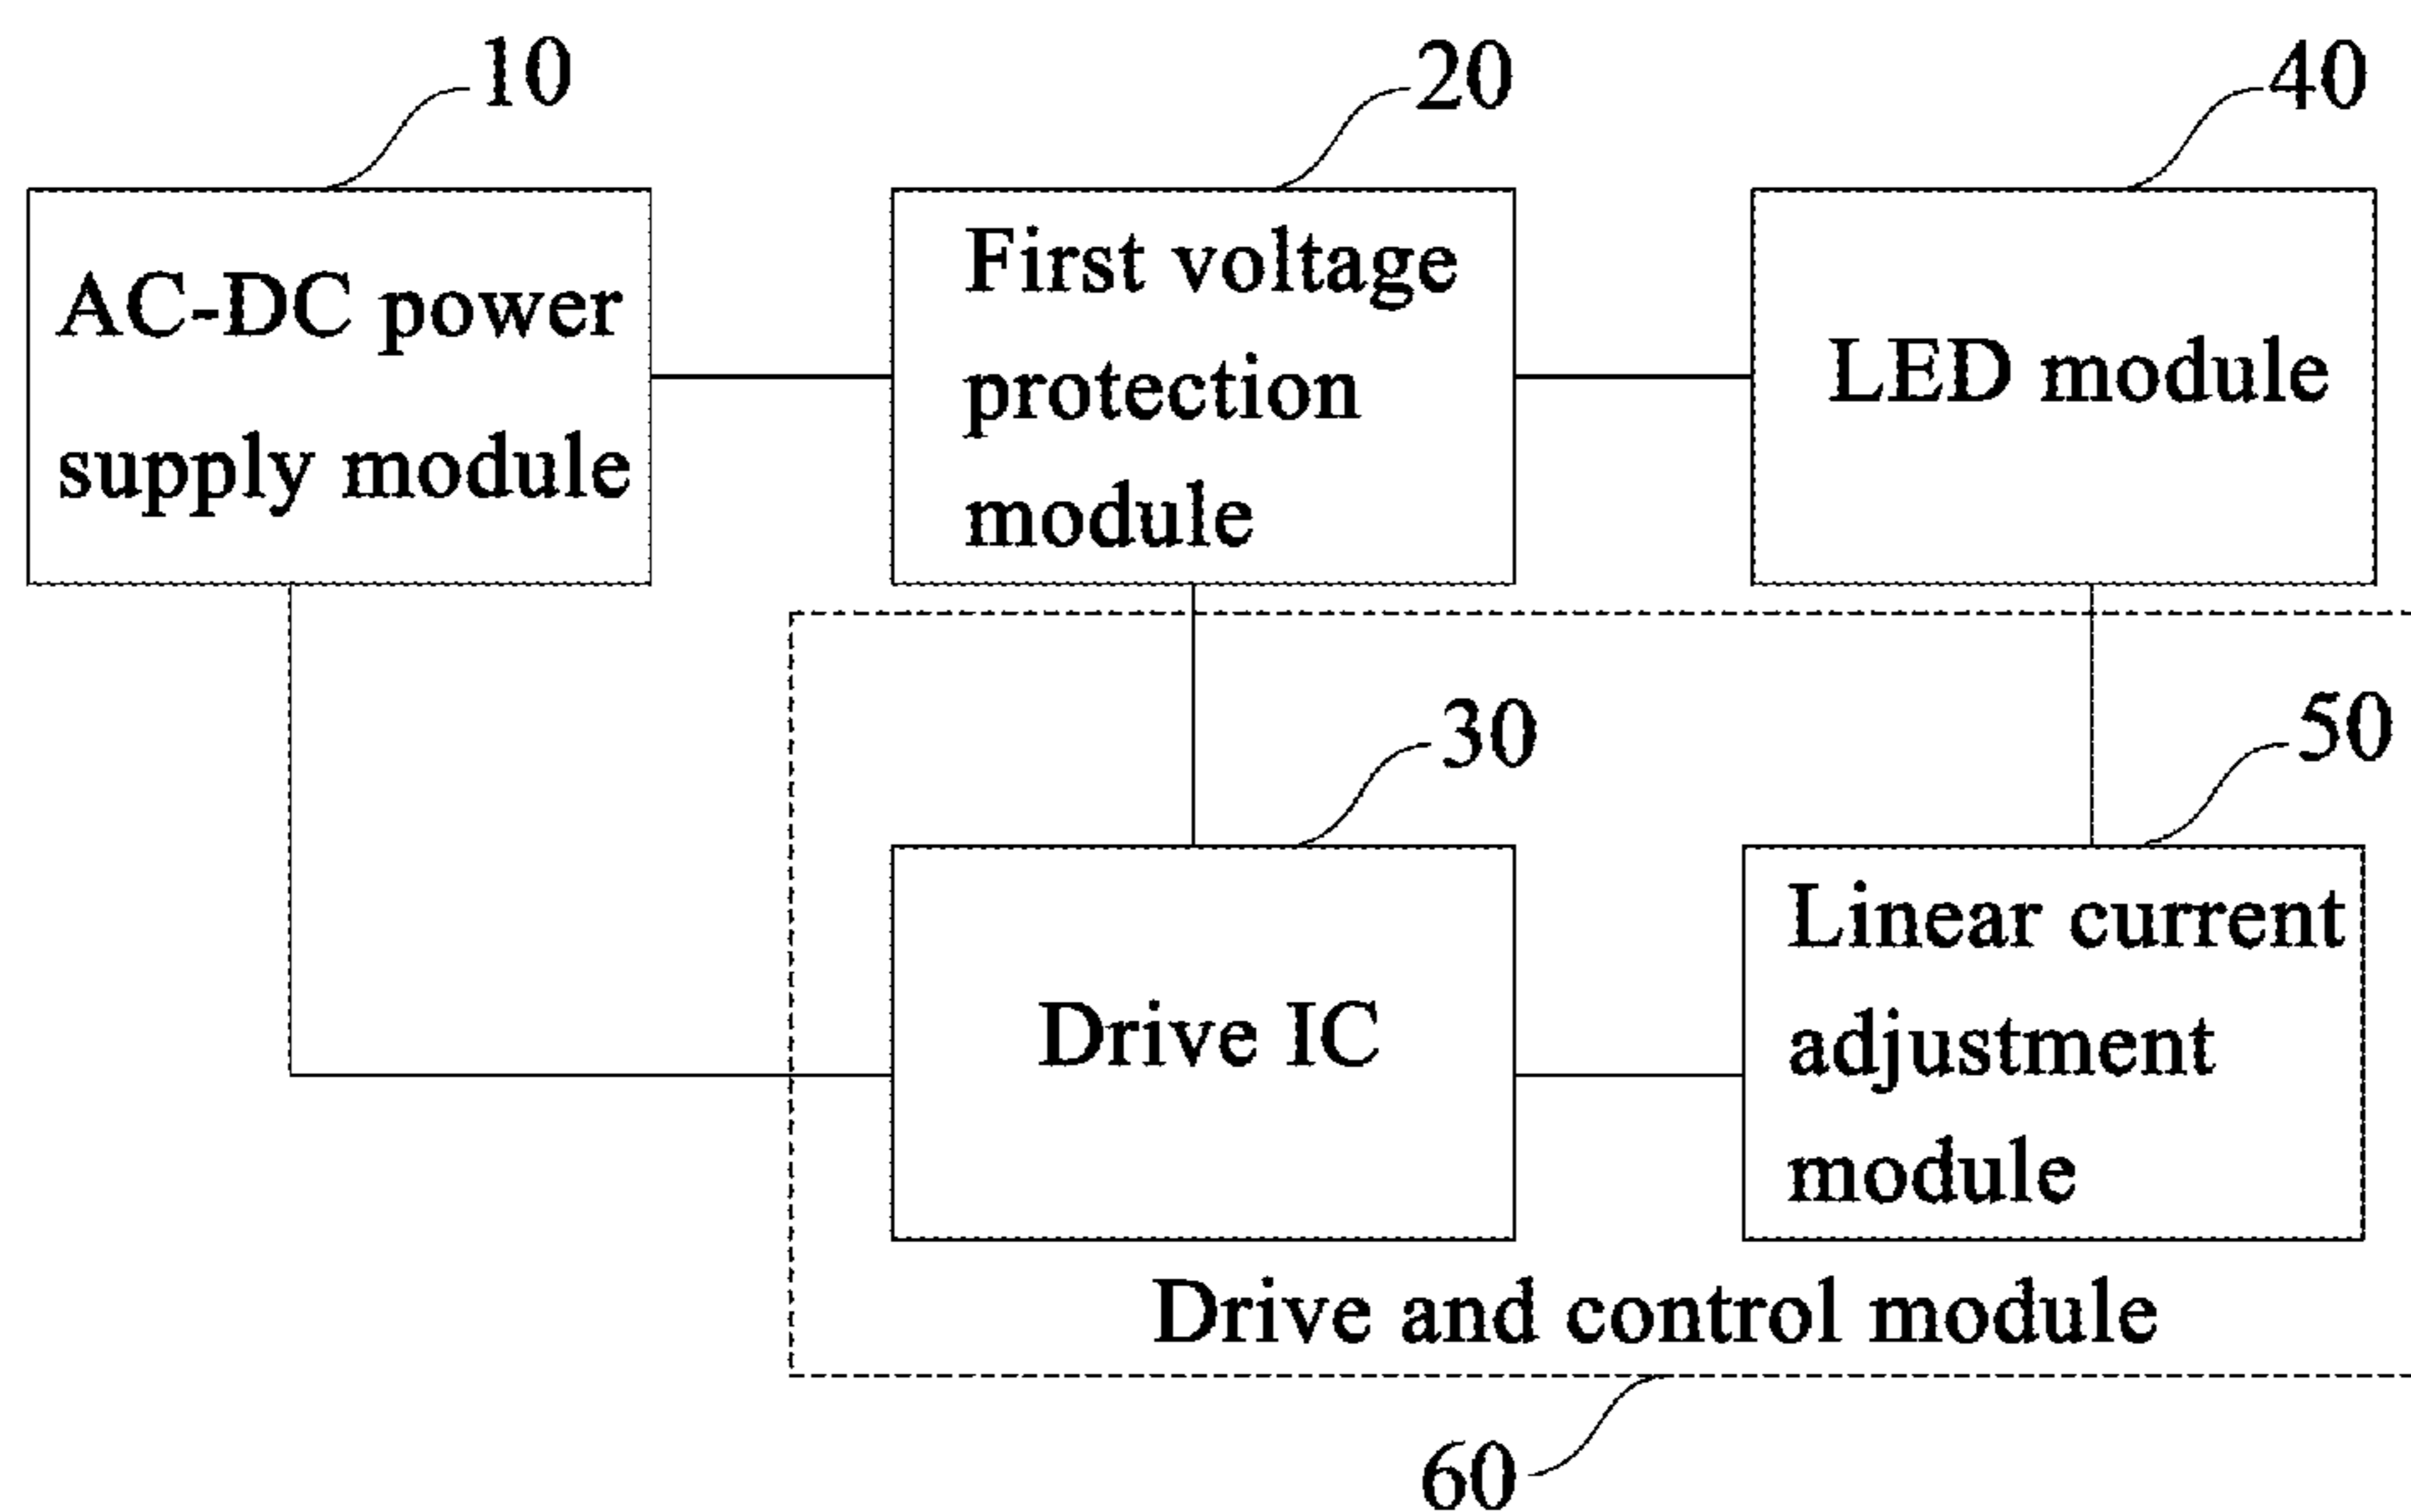 10
20
40
AC-DC power
supply module
First voltage
protection
module
LED module
30
50
Drive IC
Linear current
adjustment
module
Drive and control module
60